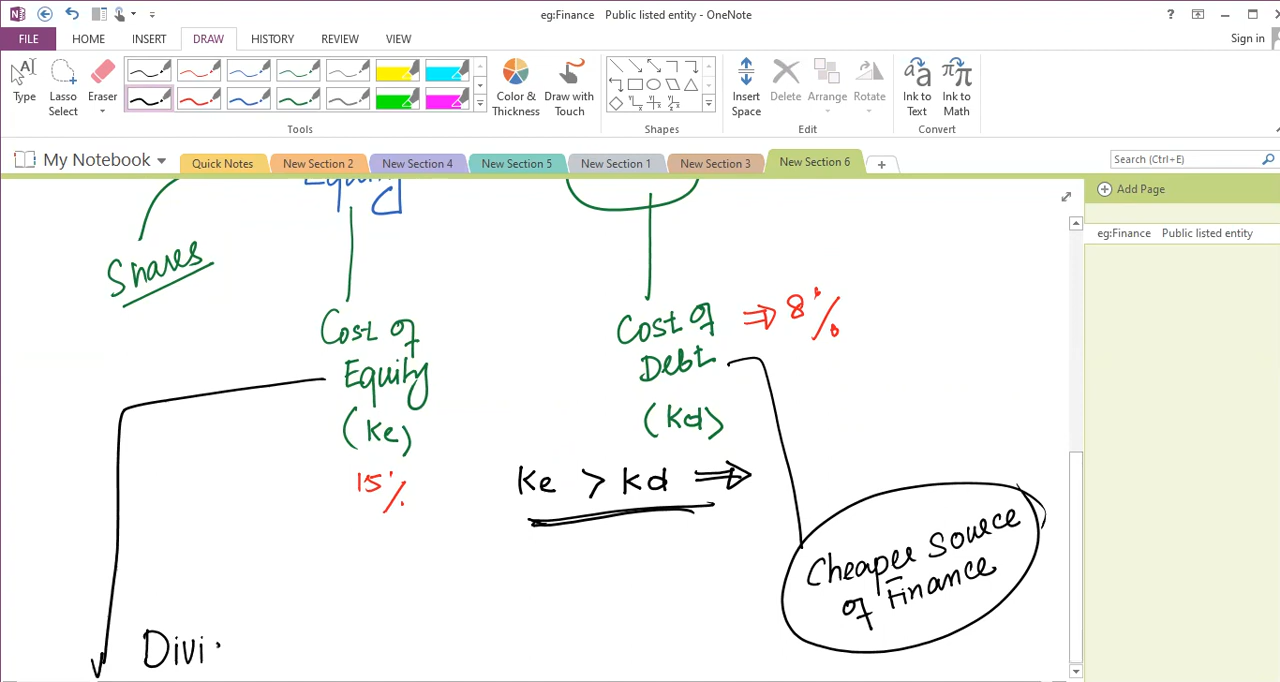 eg:Finance Public listed entity - OneNote
Sign in
FILE HOME INSERT DRAW HISTORY REVIEW VIEW
Type
Lasso Select
Eraser
Color & Thickness
Draw with Touch
Insert Space
Delete
Arrange
Rotate
Ink to Text
Ink to Math
Tools
Shapes
Edit
Convert
My Notebook
Quick Notes
New Section 2
New Section 4
New Section 5
New Section 1
New Section 3
New Section 6
Search (Ctrl+E)
Add Page
eg:Finance Public listed entity
Equity
Shares
Cost of
Equity
(Ke)
15%
Cost of
Debt
(Kd)
⇒ 8%
Ke > Kd ⇒
Cheaper Source
of Finance
Divi